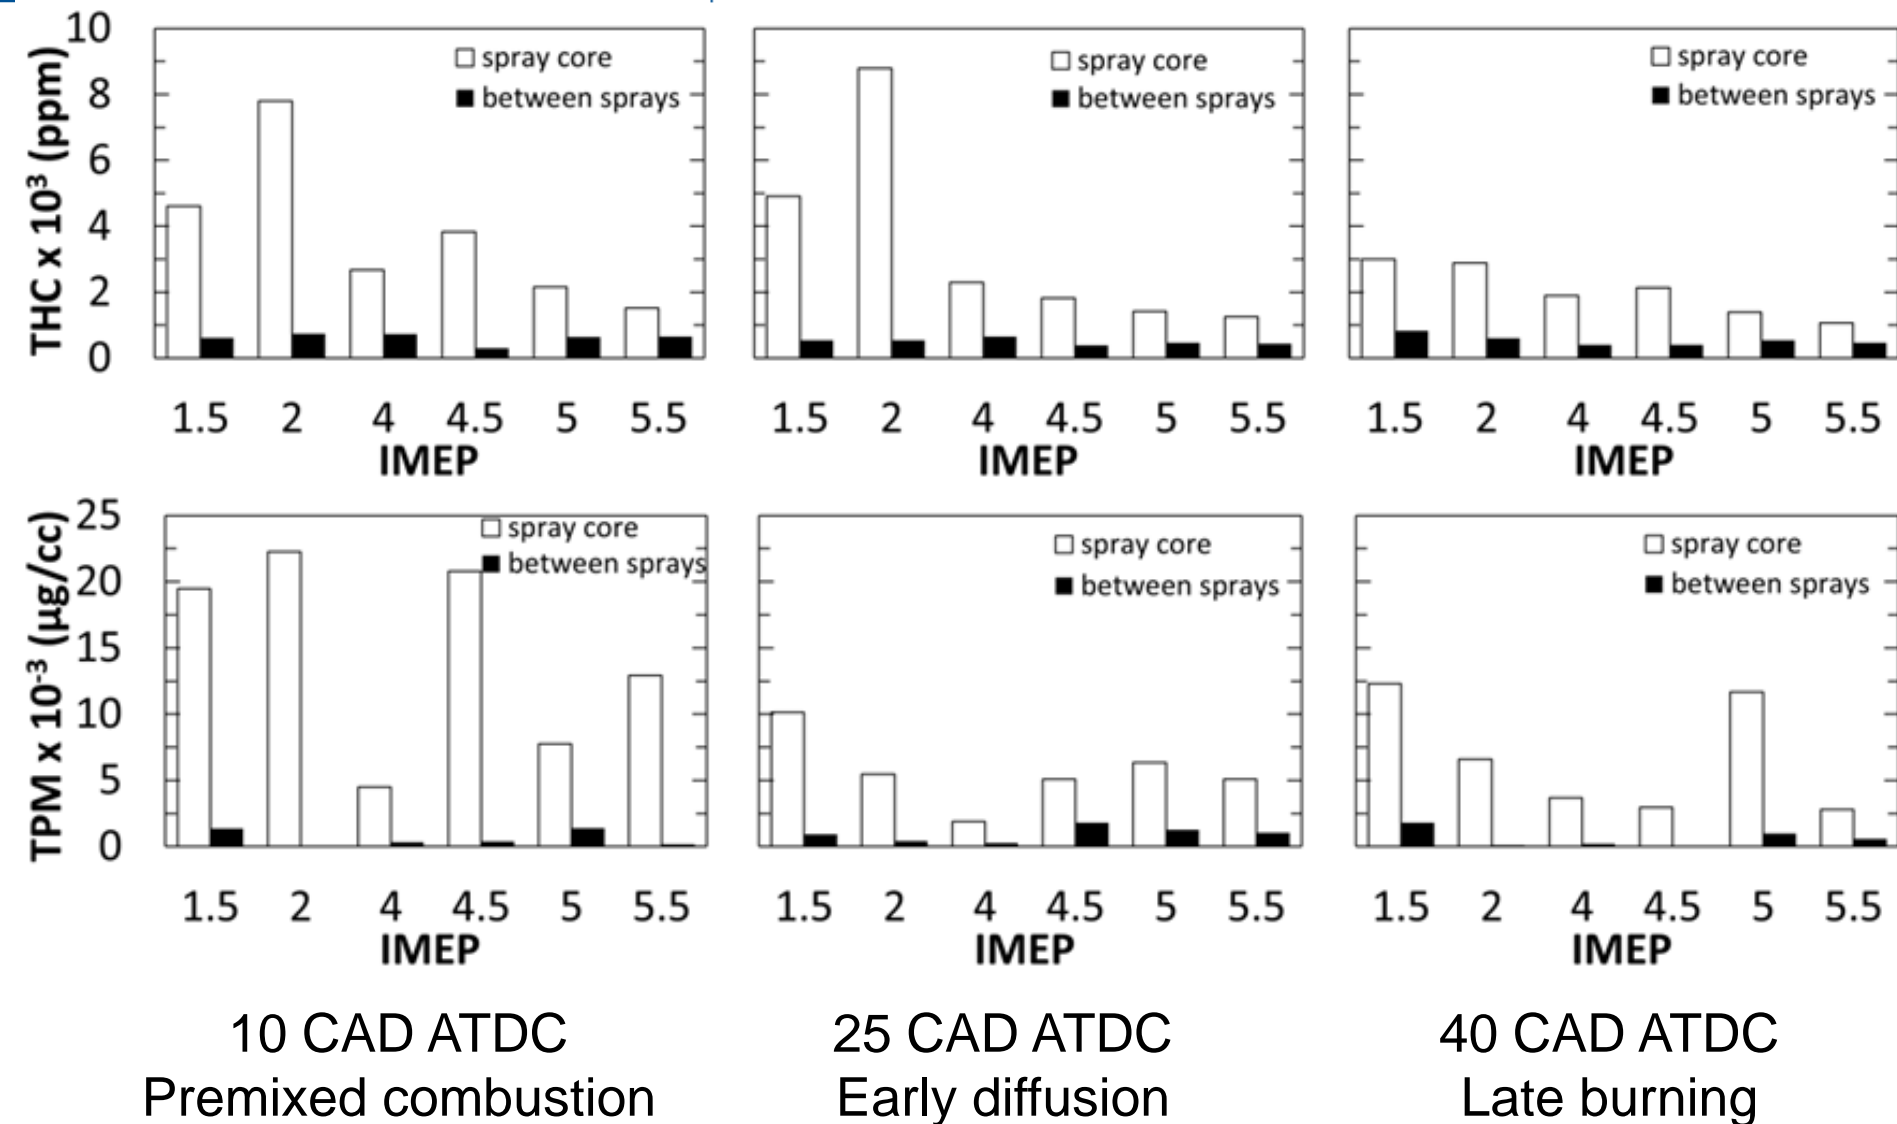 10
8
6
4
2
0
THC x 10³ (ppm)
spray core
between sprays
1.5 2 4 4.5 5 5.5
IMEP
spray core
between sprays
1.5 2 4 4.5 5 5.5
IMEP
spray core
between sprays
1.5 2 4 4.5 5 5.5
IMEP
25
20
15
10
5
0
TPM x 10⁻³ (µg/cc)
spray core
between sprays
1.5 2 4 4.5 5 5.5
IMEP
spray core
between sprays
1.5 2 4 4.5 5 5.5
IMEP
spray core
between sprays
1.5 2 4 4.5 5 5.5
IMEP
10 CAD ATDC
Premixed combustion
25 CAD ATDC
Early diffusion
40 CAD ATDC
Late burning